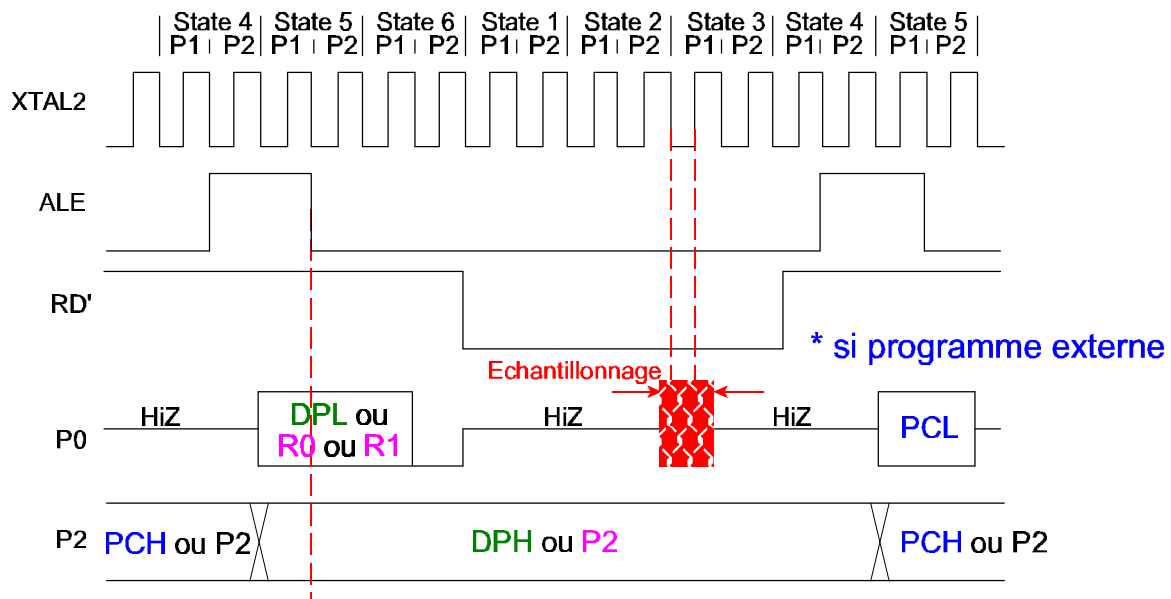 State 4 State 5 State 6 State 1 State 2 State 3 State 4 State 5
P1 P2 P1 P2 P1 P2 P1 P2 P1 P2 P1 P2 P1 P2 P1 P2
XTAL2
ALE
RD'
* si programme externe
Echantillonnage
P0
HiZ
DPL ou
R0 ou R1
HiZ
HiZ
PCL
P2
PCH ou P2
DPH ou P2
PCH ou P2